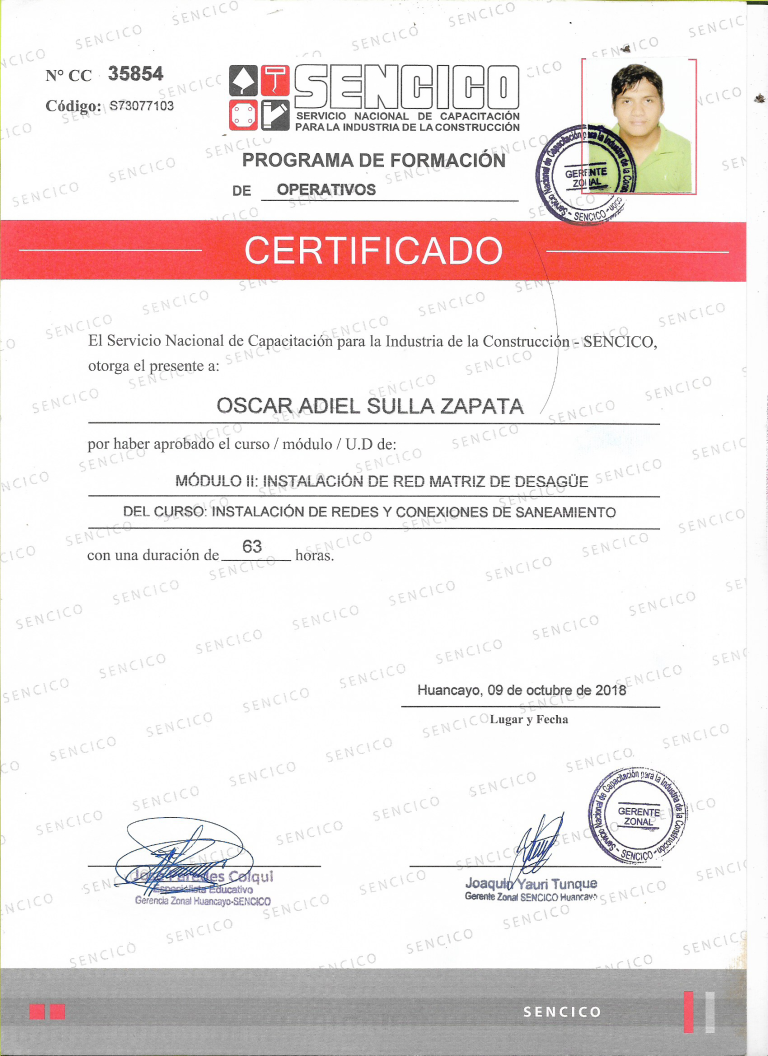 N° CC 35854
Código: S73077103
SENCICO
SERVICIO NACIONAL DE CAPACITACIÓN
PARA LA INDUSTRIA DE LA CONSTRUCCIÓN
PROGRAMA DE FORMACIÓN
DE OPERATIVOS
Servicio Nacional de Capacitación para la Industria de la Cons
GERENTE
ZONAL
- SENCICO -
CERTIFICADO
El Servicio Nacional de Capacitación para la Industria de la Construcción - SENCICO,
otorga el presente a:
OSCAR ADIEL SULLA ZAPATA
por haber aprobado el curso / módulo / U.D de:
MÓDULO II: INSTALACIÓN DE RED MATRIZ DE DESAGÜE
DEL CURSO: INSTALACIÓN DE REDES Y CONEXIONES DE SANEAMIENTO
con una duración de 63 horas.
Huancayo, 09 de octubre de 2018
Lugar y Fecha
Servicio Nacional de Capacitación para la Industria de la Construcción
GERENTE
ZONAL
- SENCICO -
Paredes Colqui
Especialista Educativo
Gerencia Zonal Huancayo-SENCICO
Joaquin Yauri Tunque
Gerente Zonal SENCICO Huancayo
SENCICO